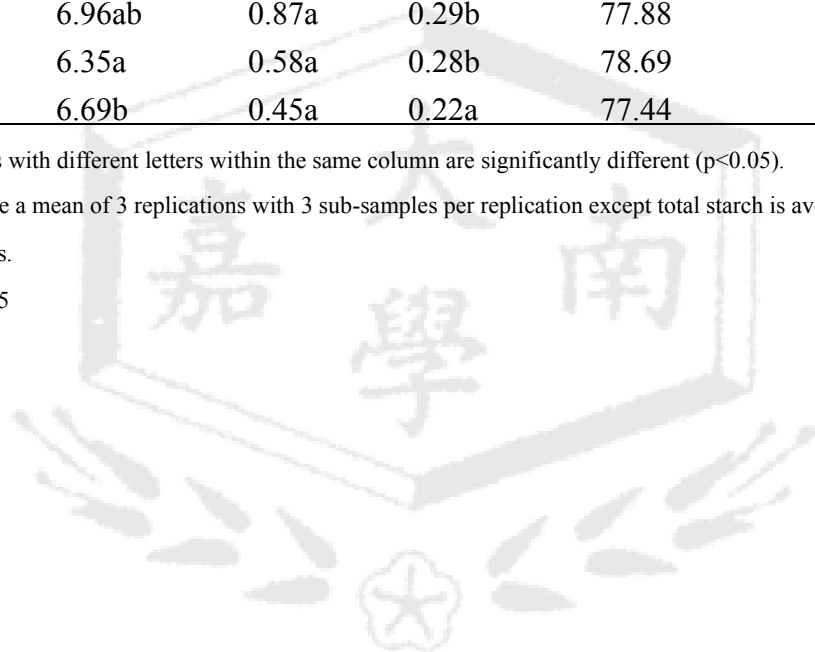 6.96ab 0.87a 0.29b 77.88
6.35a 0.58a 0.28b 78.69
6.69b 0.45a 0.22a 77.44
s with different letters within the same column are significantly different (p<0.05).
e a mean of 3 replications with 3 sub-samples per replication except total starch is av
s.
5
大
嘉 南
學